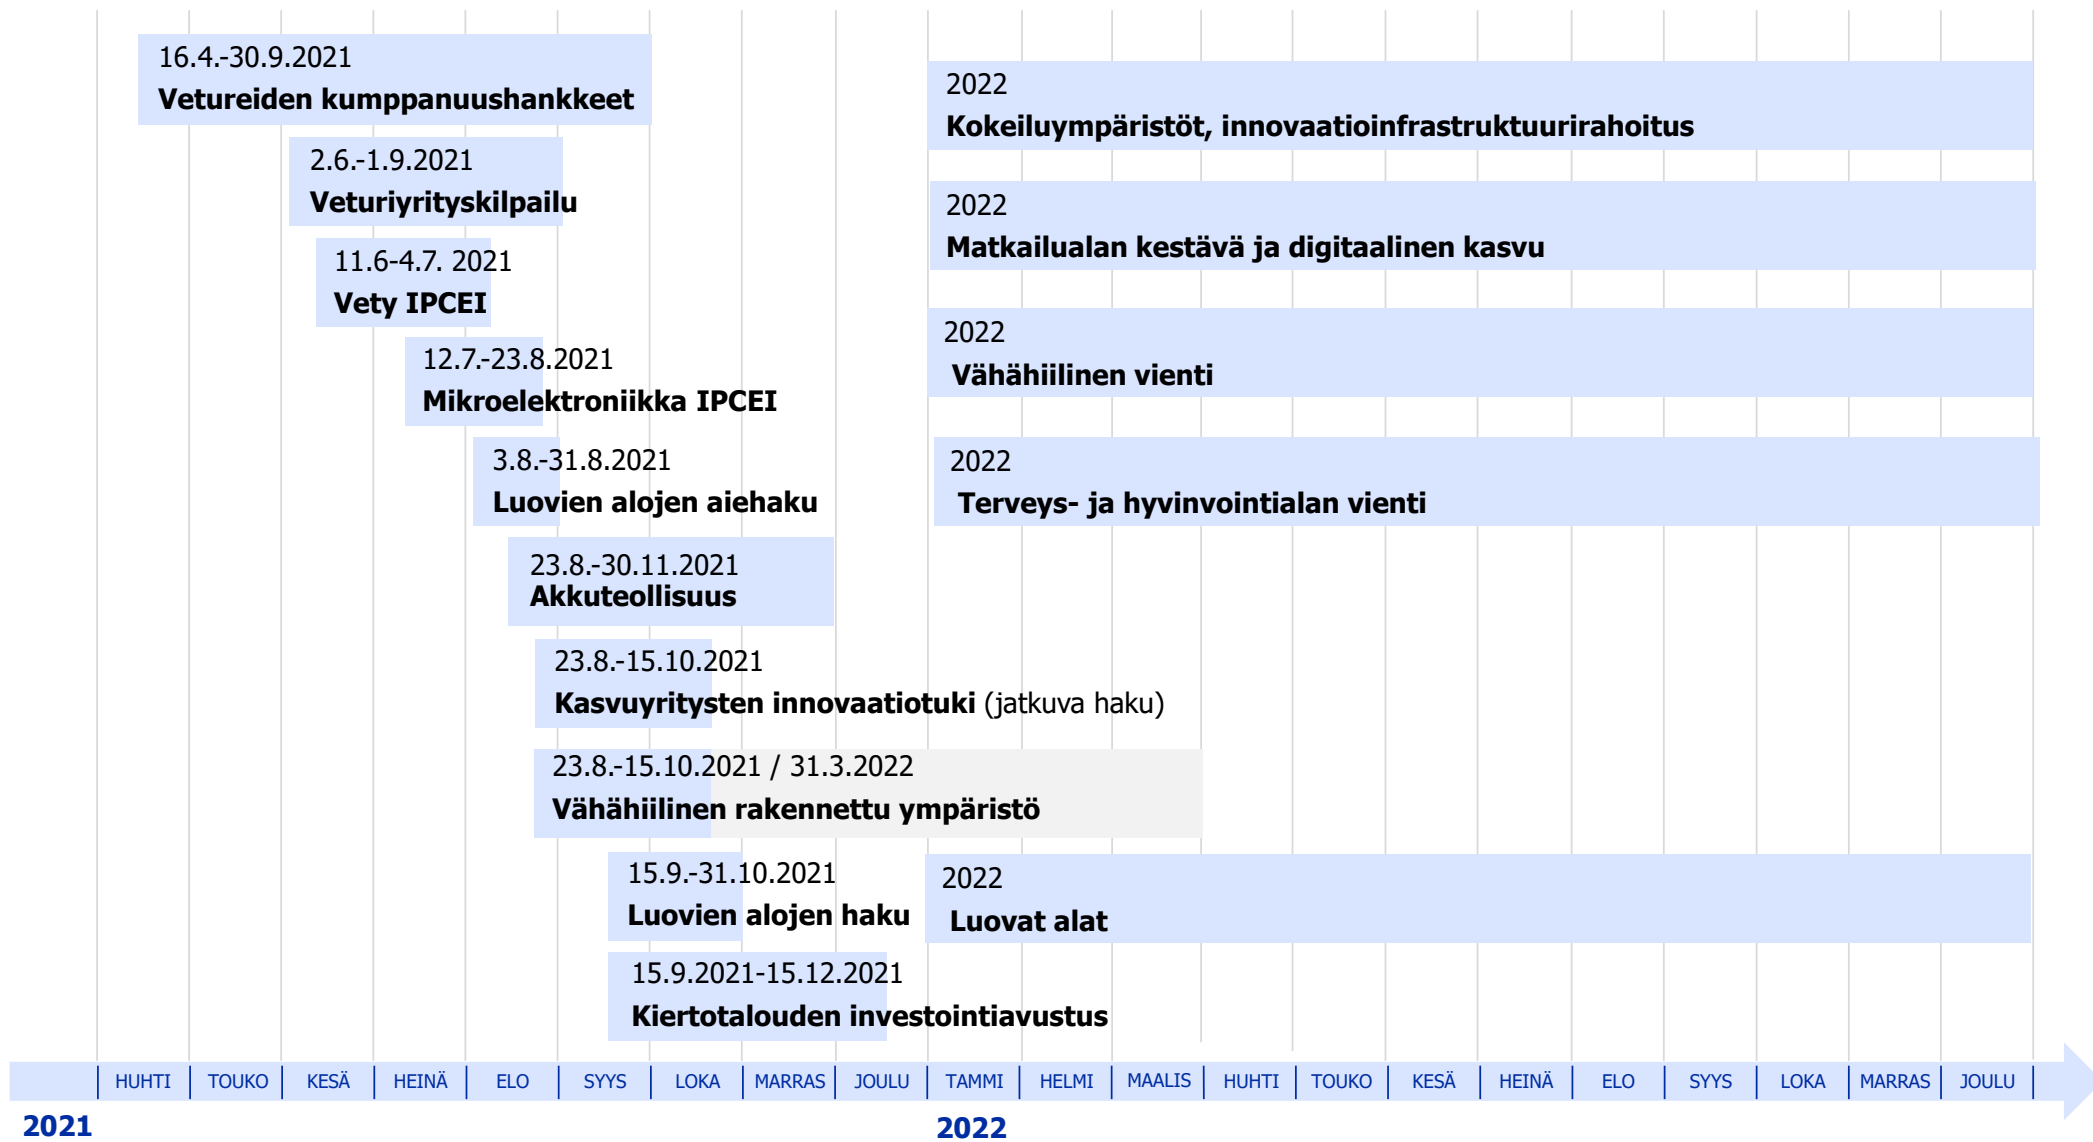 16.4.-30.9.2021
Vetureiden kumppanuushankkeet
2.6.-1.9.2021
Veturiyrityskilpailu
11.6-4.7. 2021
Vety IPCEI
12.7.-23.8.2021
Mikroelektroniikka IPCEI
3.8.-31.8.2021
Luovien alojen aiehaku
23.8.-30.11.2021
Akkuteollisuus
23.8.-15.10.2021
Kasvuyritysten innovaatiotuki (jatkuva haku)
23.8.-15.10.2021 / 31.3.2022
Vähähiilinen rakennettu ympäristö
15.9.-31.10.2021
Luovien alojen haku
15.9.2021-15.12.2021
Kiertotalouden investointiavustus
2022
Kokeiluympäristöt, innovaatioinfrastruktuurirahoitus
2022
Matkailualan kestävä ja digitaalinen kasvu
2022
Vähähiilinen vienti
2022
Terveys- ja hyvinvointialan vienti
2022
Luovat alat
HUHTI TOUKO KESÄ HEINÄ ELO SYYS LOKA MARRAS JOULU TAMMI HELMI MAALIS HUHTI TOUKO KESÄ HEINÄ ELO SYYS LOKA MARRAS JOULU
2021 2022